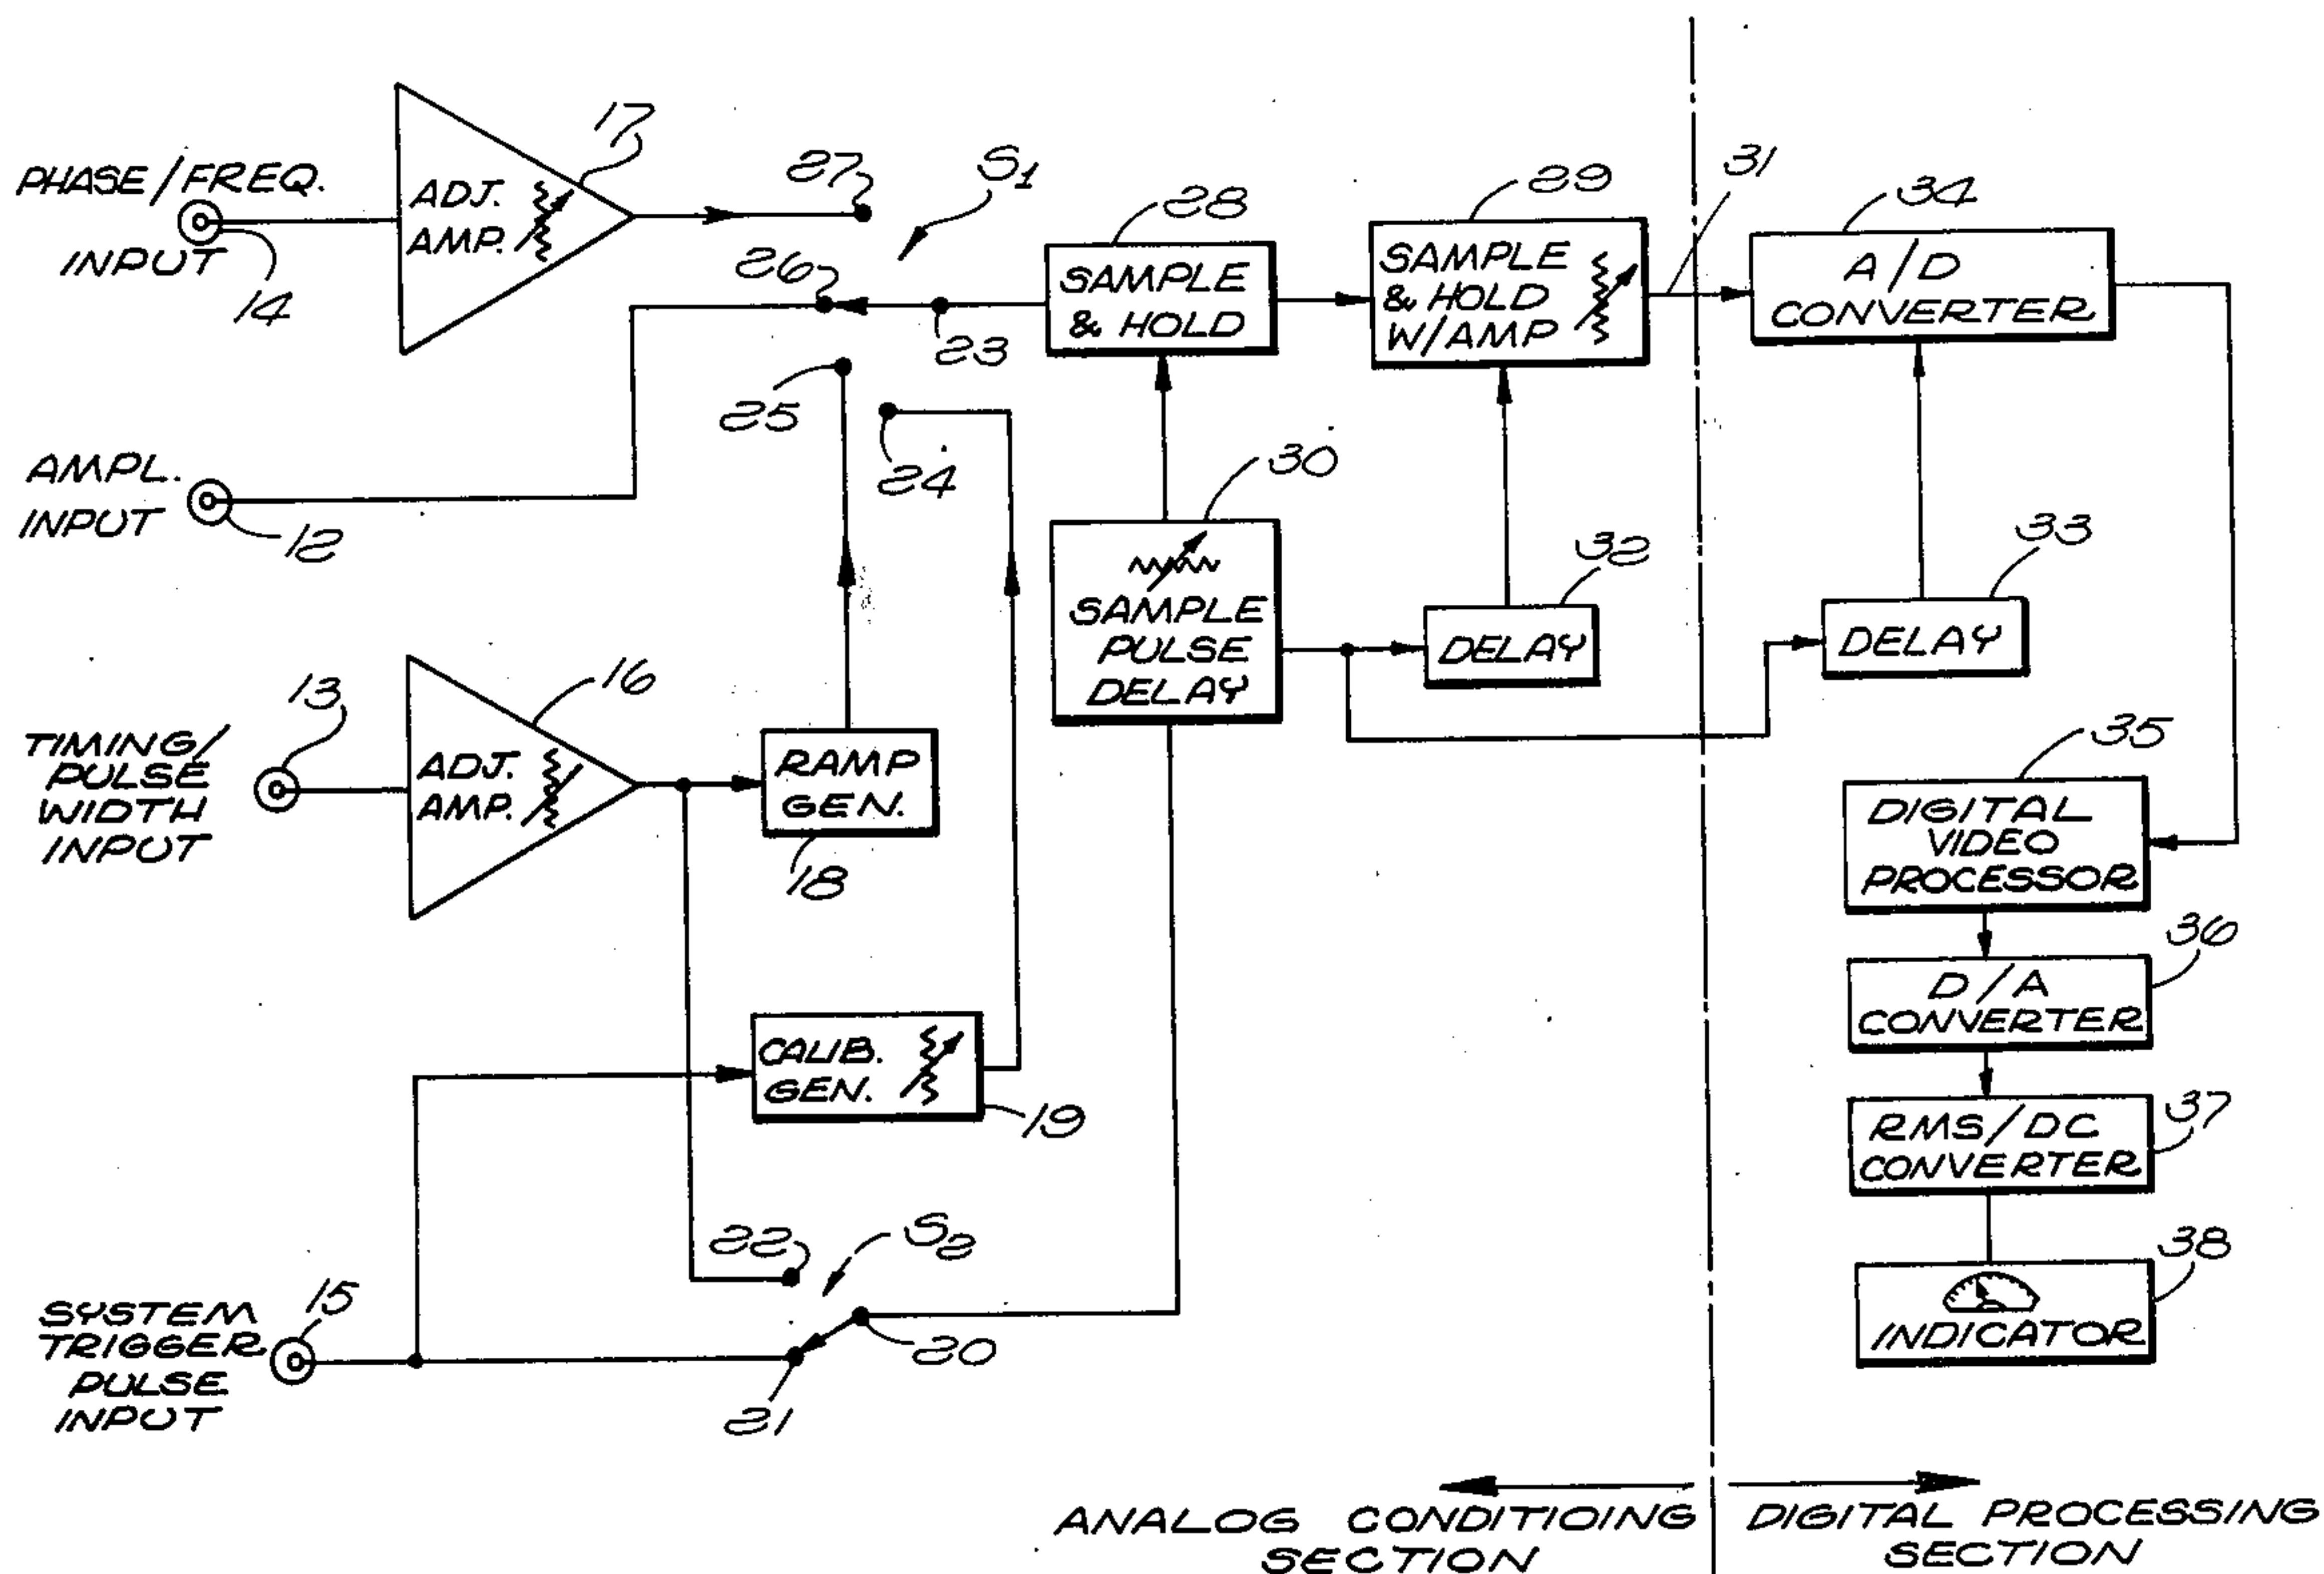 PHASE/FREQ.
INPUT
14
ADJ.
AMP.
17
27
S1
26
23
25
24
28
SAMPLE
& HOLD
29
SAMPLE
& HOLD
W/AMP
31
34
A/D
CONVERTER
AMPL.
INPUT
12
30
SAMPLE
PULSE
DELAY
32
DELAY
33
DELAY
TIMING/
PULSE
WIDTH
INPUT
13
ADJ.
AMP.
16
RAMP
GEN.
18
35
DIGITAL
VIDEO
PROCESSOR
36
D/A
CONVERTER
CALIB.
GEN.
19
37
RMS/DC
CONVERTER
22
S2
20
21
38
INDICATOR
SYSTEM
TRIGGER
PULSE
INPUT
15
ANALOG CONDITIOING
SECTION
DIGITAL PROCESSING
SECTION